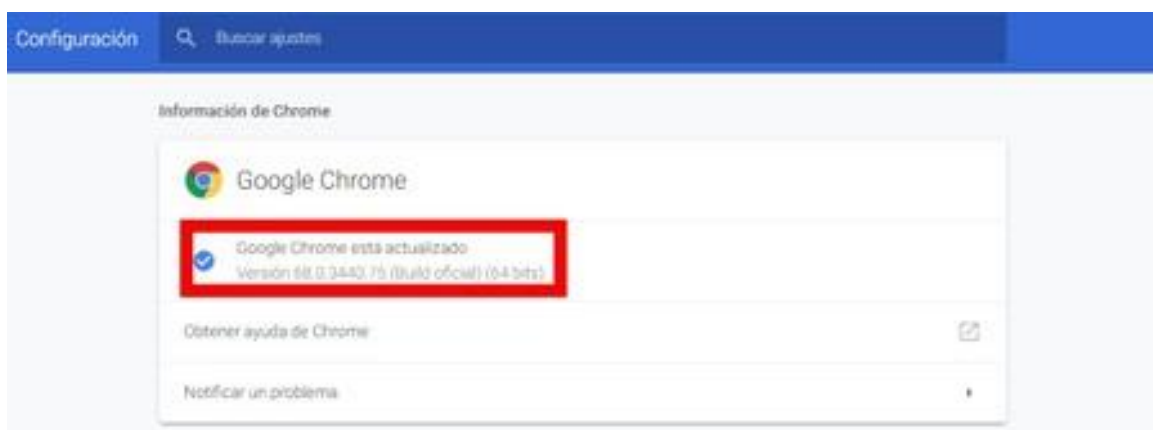 Configuración
Buscar ajustes
Información de Chrome
Google Chrome
Google Chrome está actualizado
Versión 68.0.3440.75 (Build oficial) (64 bits)
Obtener ayuda de Chrome
Notificar un problema